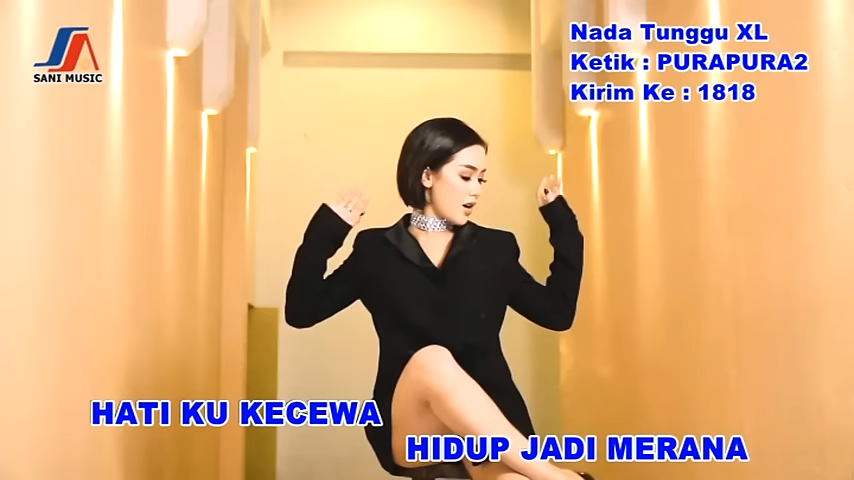 SANI MUSIC
Nada Tunggu XL
Ketik : PURAPURA2
Kirim Ke : 1818
HATI KU KECEWA
HIDUP JADI MERANA